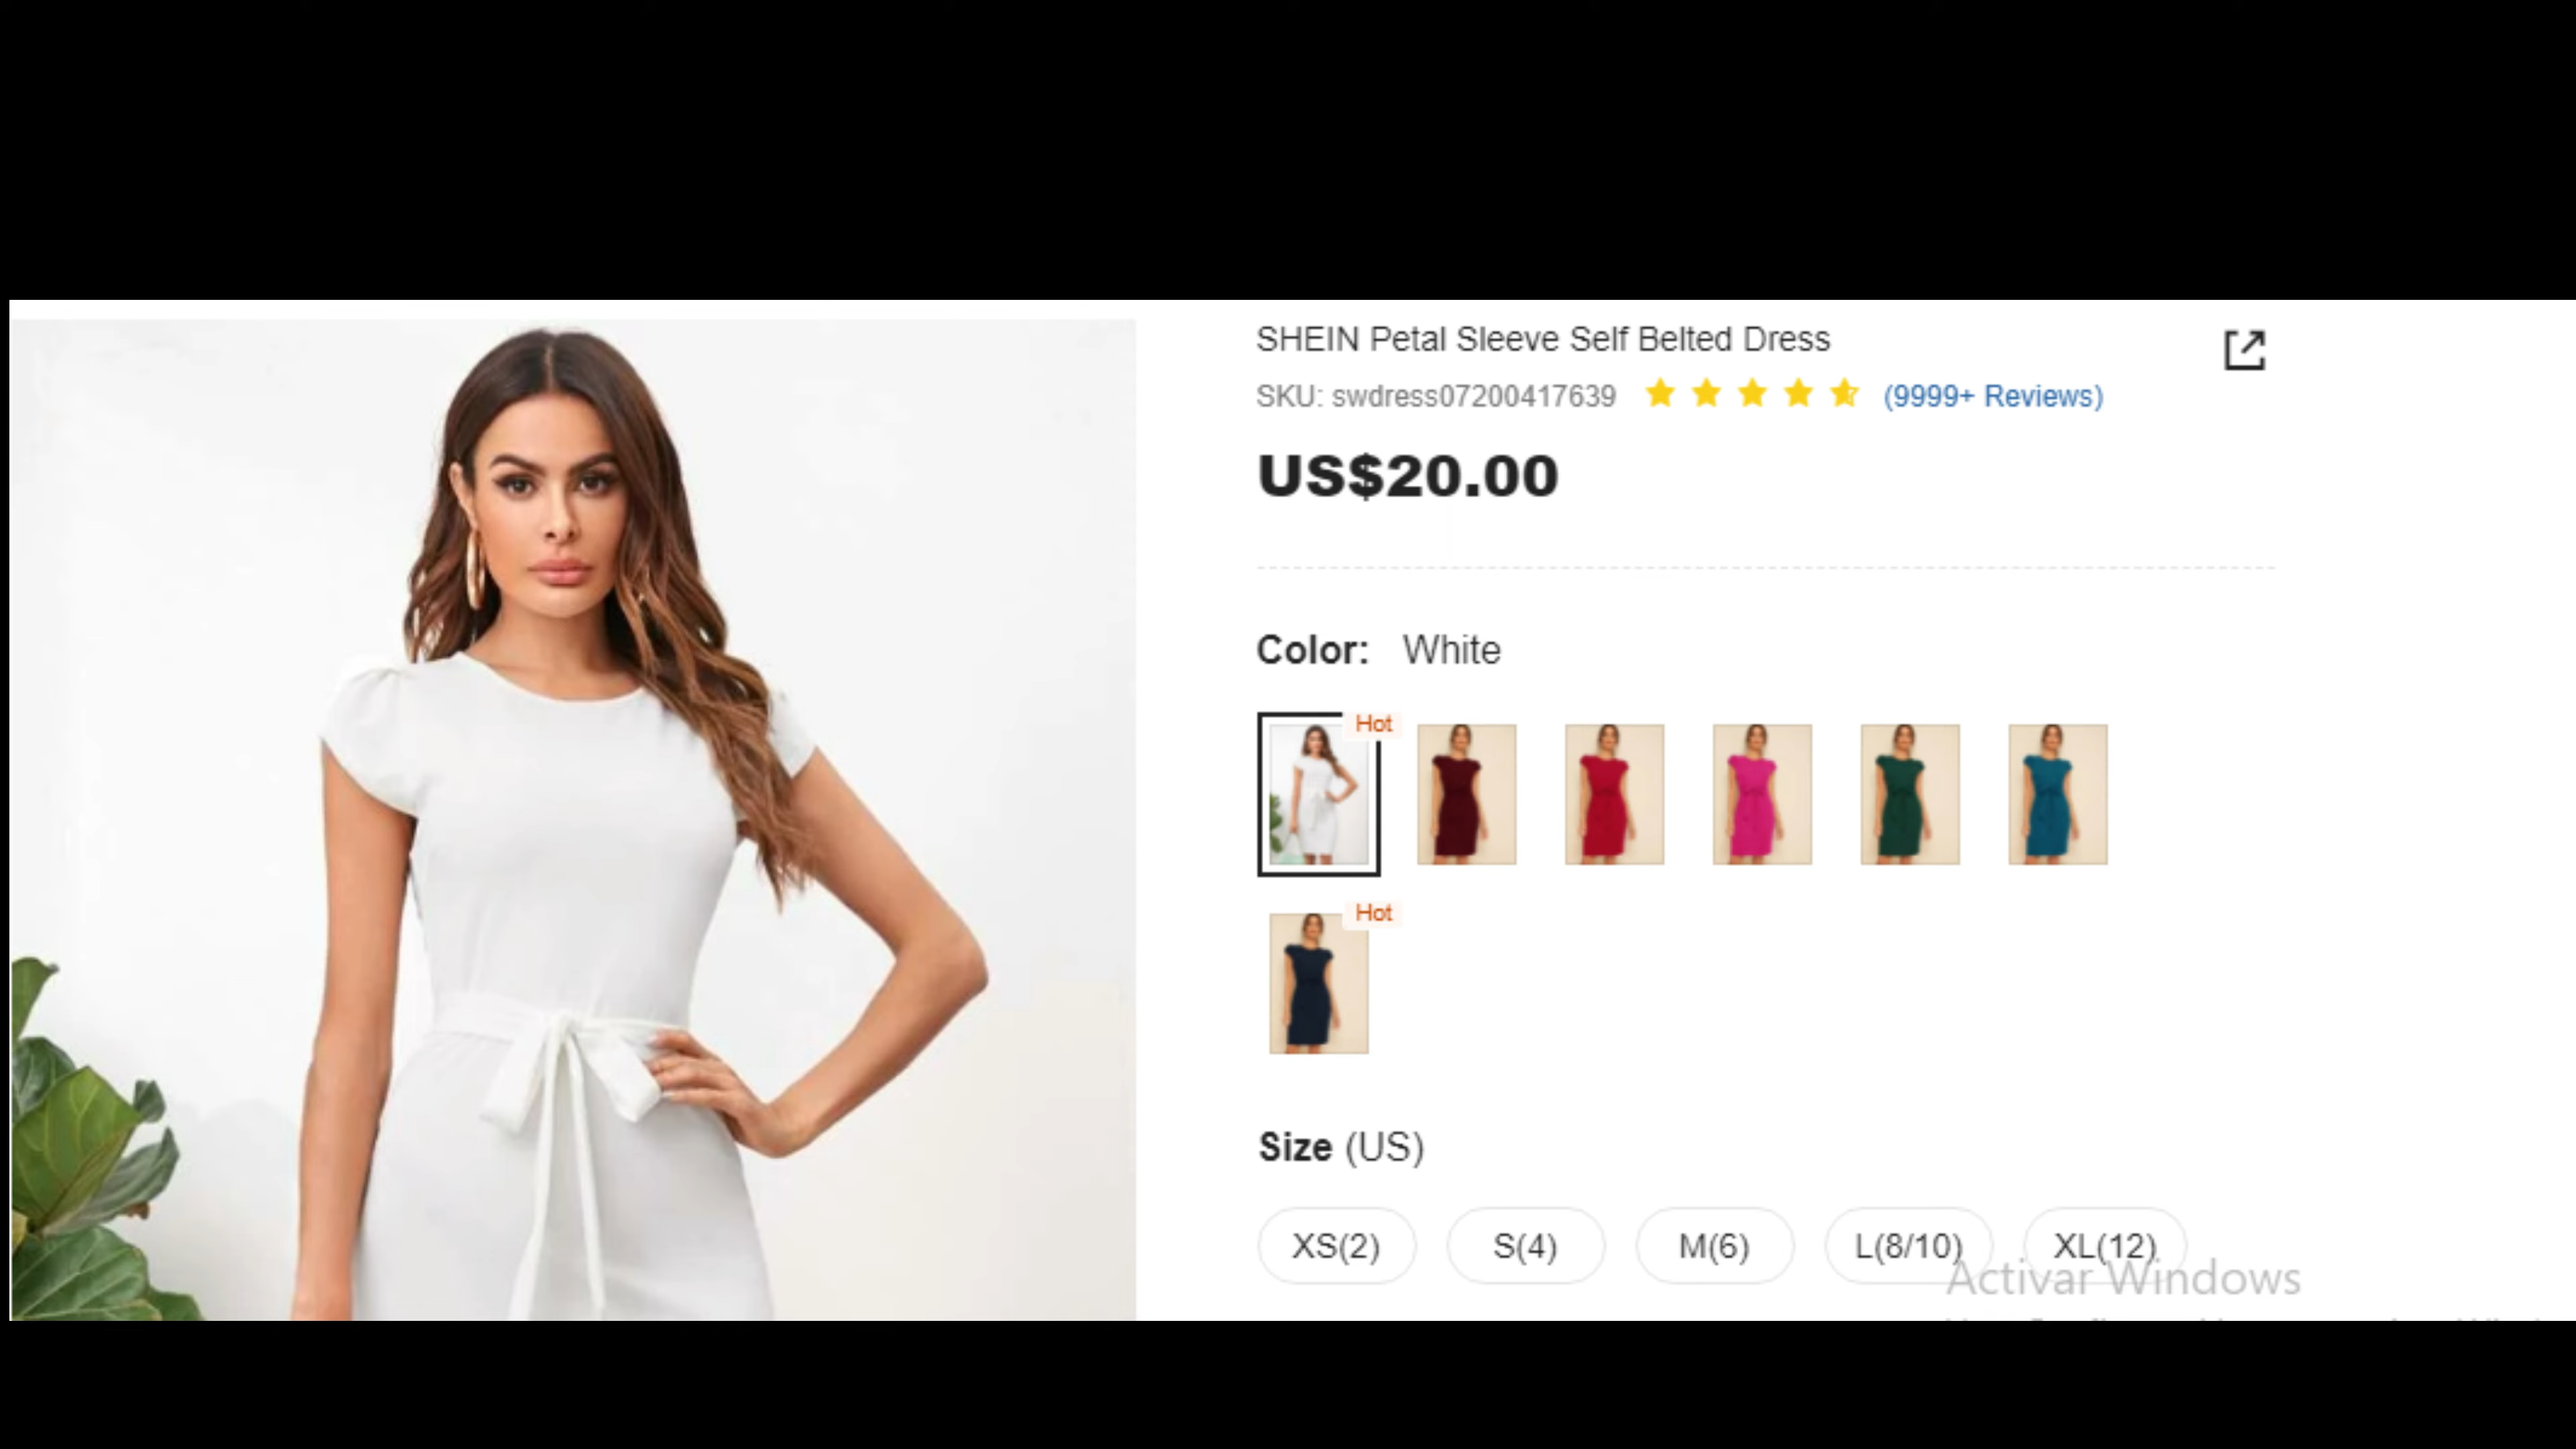 SHEIN Petal Sleeve Self Belted Dress
SKU: swdress07200417639 (9999+ Reviews)
US$20.00
Color: White
Hot
Hot
Size (US)
XS(2) S(4) M(6) L(8/10) XL(12)
Activar Windows